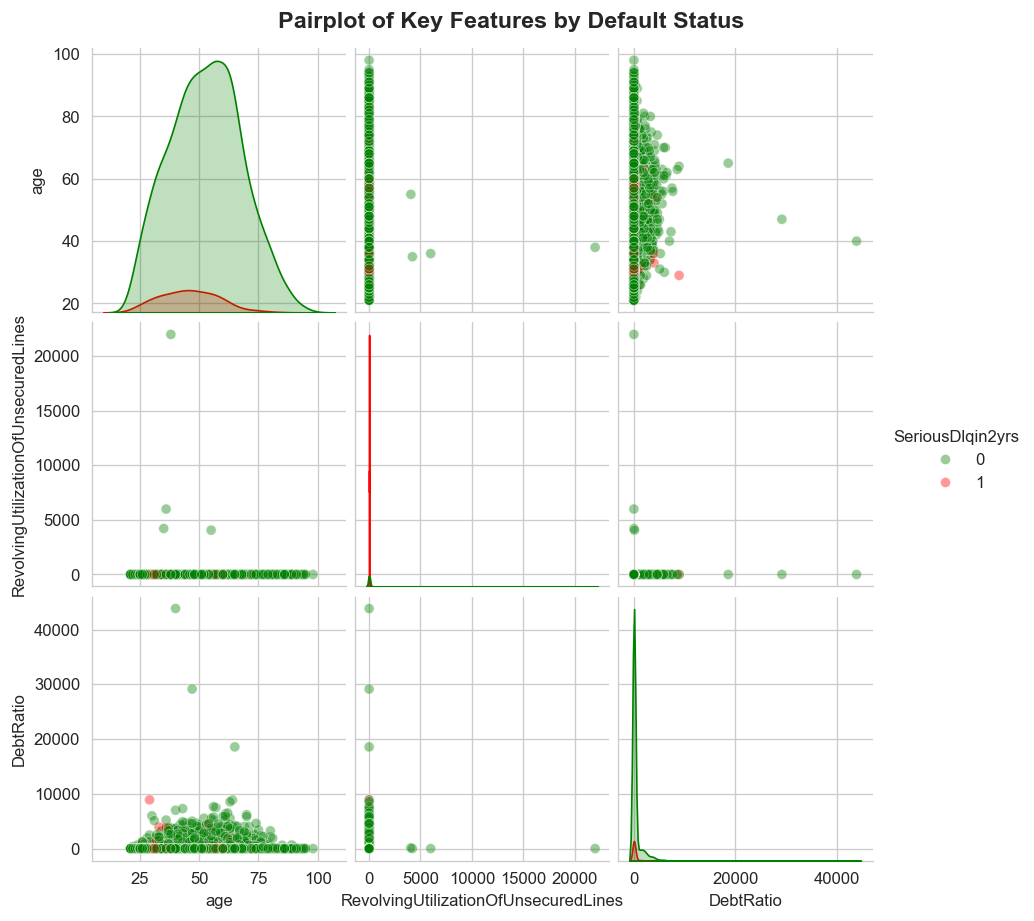 Pairplot of Key Features by Default Status
100
80
60
40
20
age
20000
15000
10000
5000
0
RevolvingUtilizationOfUnsecuredLines
SeriousDlqin2yrs
0
1
40000
30000
20000
10000
0
DebtRatio
25 50 75 100
0 5000 10000 15000 20000
0 20000 40000
age
RevolvingUtilizationOfUnsecuredLines
DebtRatio